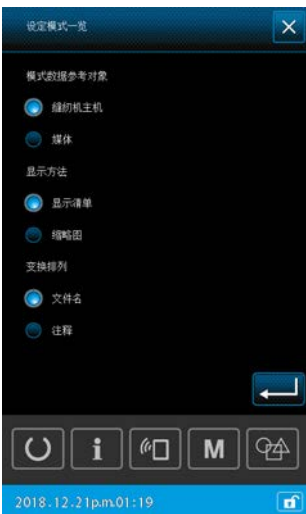 设定模式一览
模式数据参考对象
缝纫机主机
媒体
显示方法
显示清单
缩略图
变换排列
文件名
注释
M
2018.12.21p.m.01:19